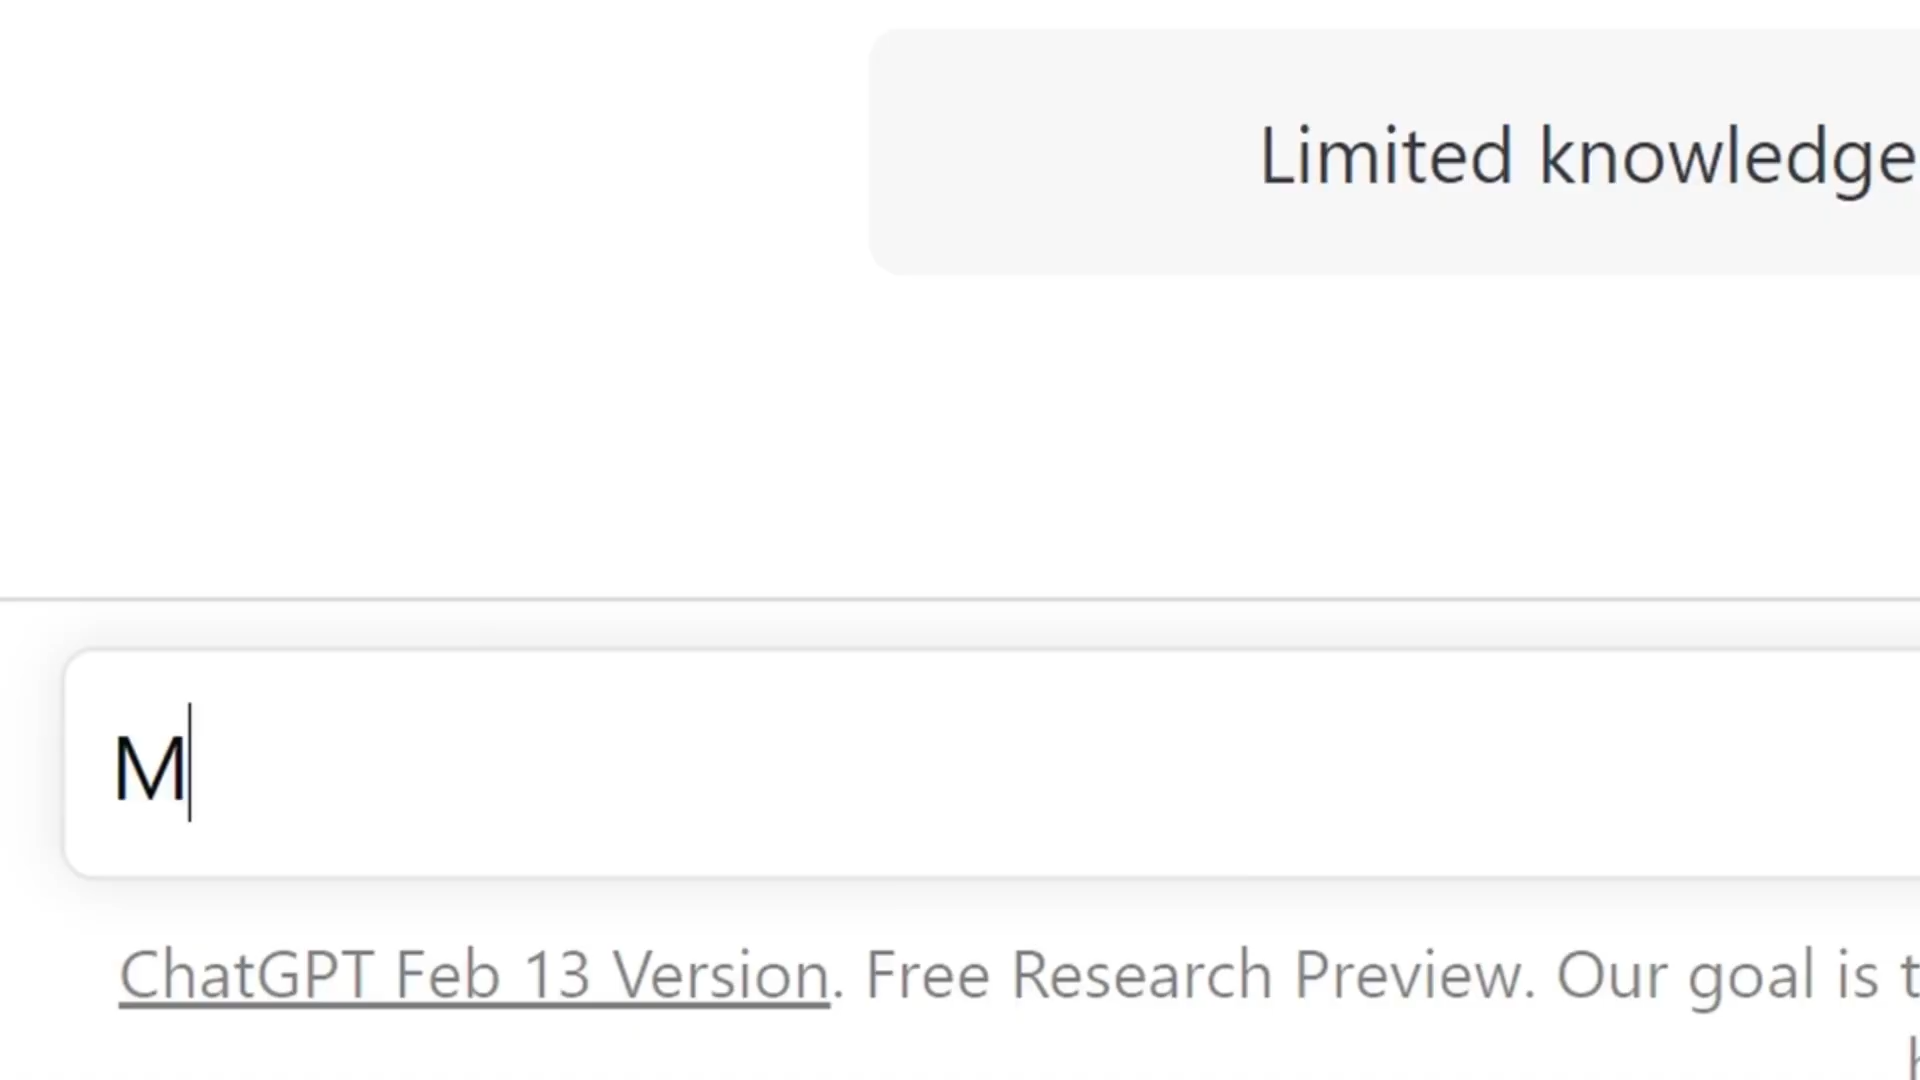 Limited knowledge
M
ChatGPT Feb 13 Version. Free Research Preview. Our goal is